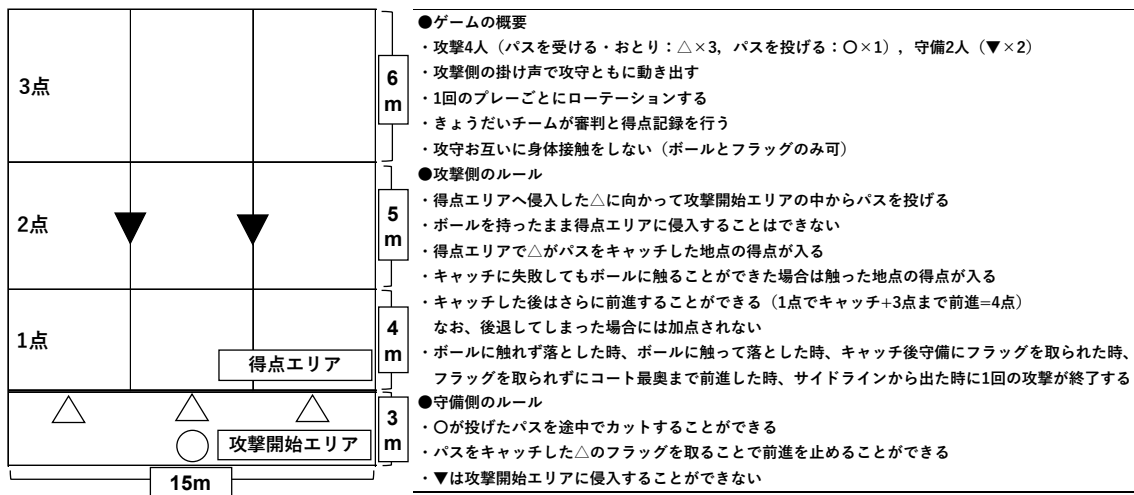 3点
6
m
2点
5
m
1点
4
m
得点エリア
3
m
攻撃開始エリア
15m
●ゲームの概要
・攻撃4人（パスを受ける・おとり：△×3，パスを投げる：〇×1），守備2人（▼×2）
・攻撃側の掛け声で攻守ともに動き出す
・1回のプレーごとにローテーションする
・きょうだいチームが審判と得点記録を行う
・攻守お互いに身体接触をしない（ボールとフラッグのみ可）
●攻撃側のルール
・得点エリアへ侵入した△に向かって攻撃開始エリアの中からパスを投げる
・ボールを持ったまま得点エリアに侵入することはできない
・得点エリアで△がパスをキャッチした地点の得点が入る
・キャッチに失敗してもボールに触ることができた場合は触った地点の得点が入る
・キャッチした後はさらに前進することができる（1点でキャッチ+3点まで前進=4点）
なお、後退してしまった場合には加点されない
・ボールに触れず落とした時、ボールに触って落とした時、キャッチ後守備にフラッグを取られた時、
フラッグを取られずにコート最奥まで前進した時、サイドラインから出た時に1回の攻撃が終了する
●守備側のルール
・〇が投げたパスを途中でカットすることができる
・パスをキャッチした△のフラッグを取ることで前進を止めることができる
・▼は攻撃開始エリアに侵入することができない